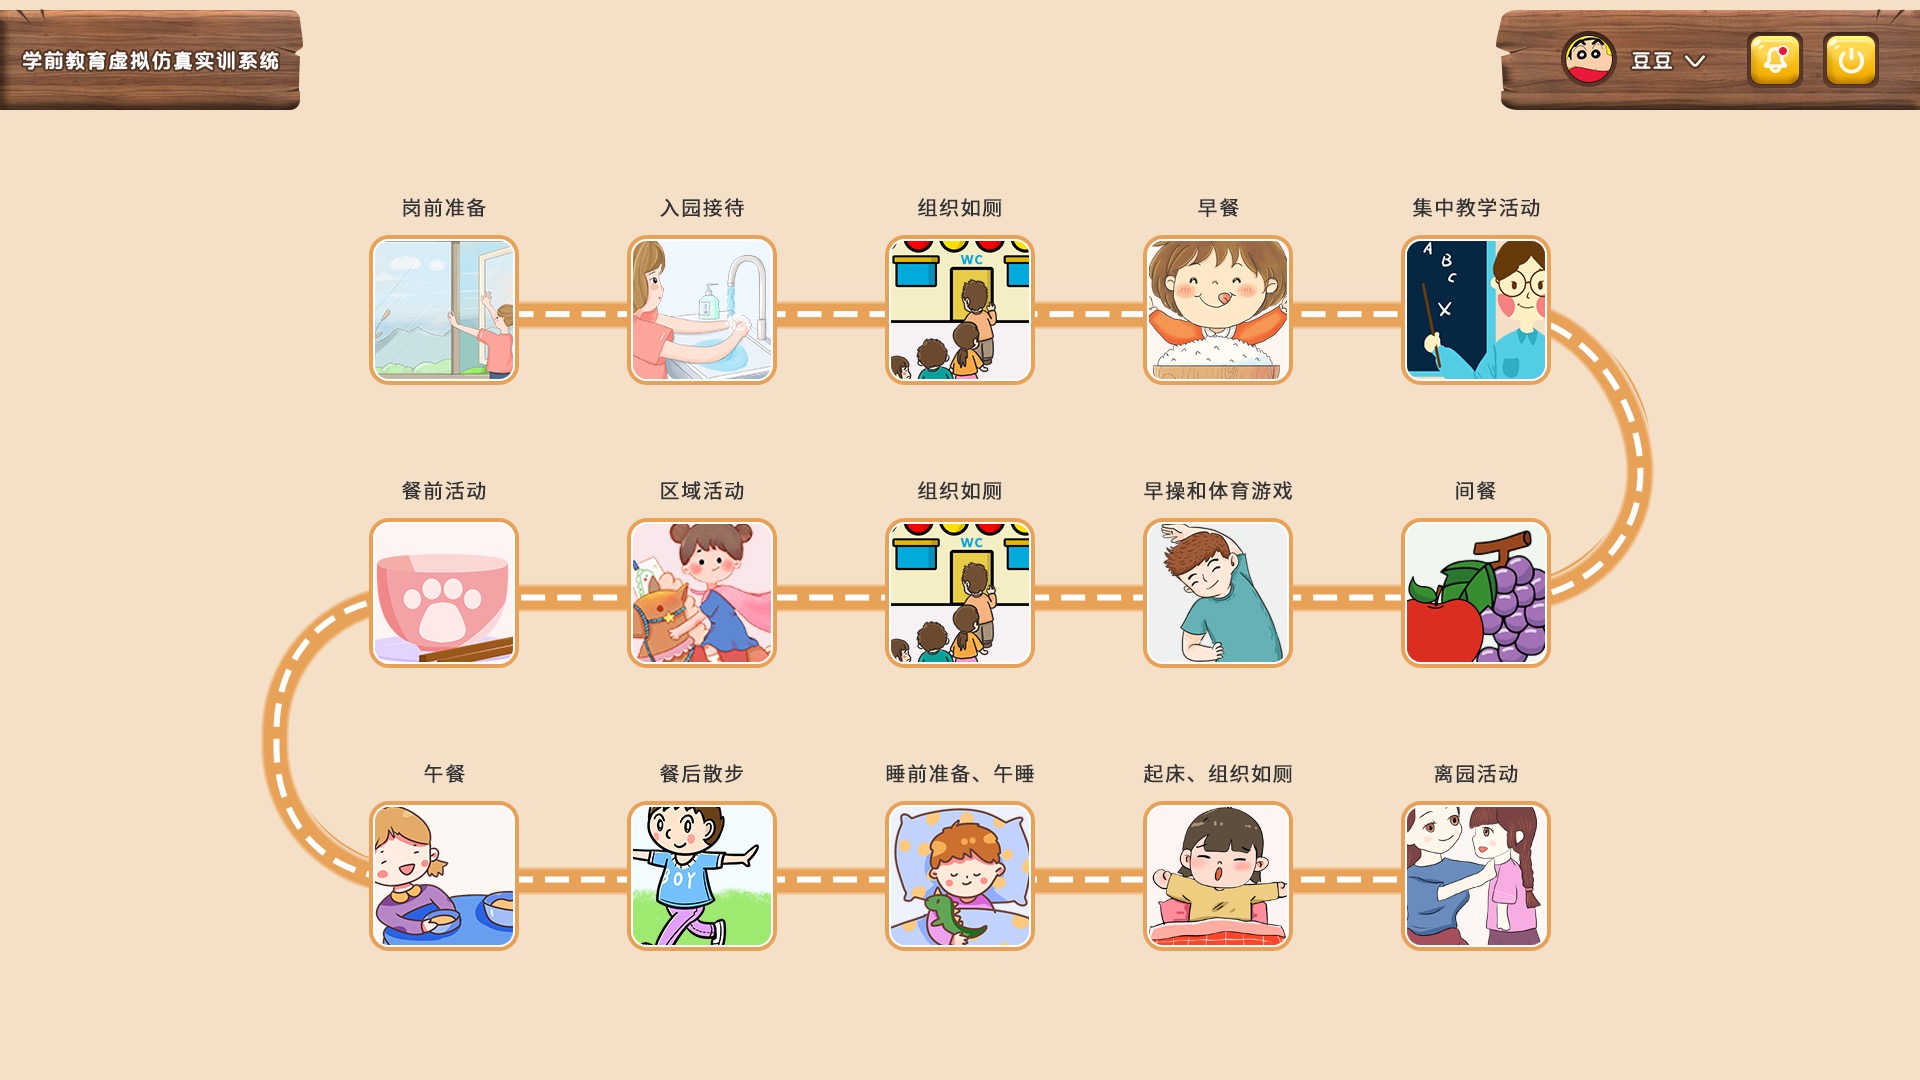 学前教育虚拟仿真实训系统
豆豆
岗前准备
入园接待
组织如厕
早餐
集中教学活动
WC
A
B
C
X
餐前活动
区域活动
组织如厕
早操和体育游戏
间餐
WC
午餐
餐后散步
睡前准备、午睡
起床、组织如厕
离园活动
BOY